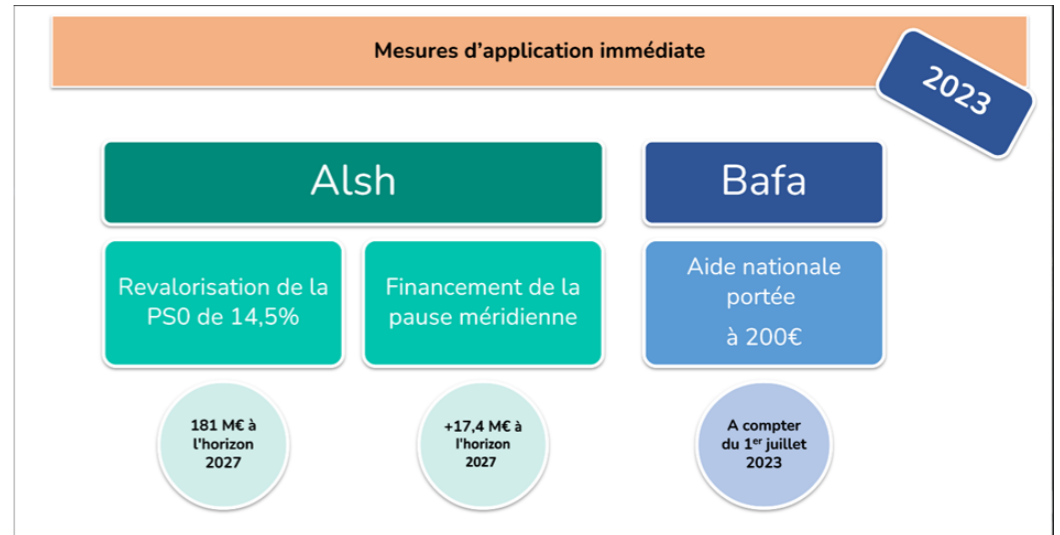 Mesures d’application immédiate
2023
Alsh
Bafa
Revalorisation de la
PS0 de 14,5%
Financement de la
pause méridienne
Aide nationale
portée
à 200€
181 M€ à
l'horizon
2027
+17,4 M€ à
l'horizon
2027
A compter
du 1er juillet
2023